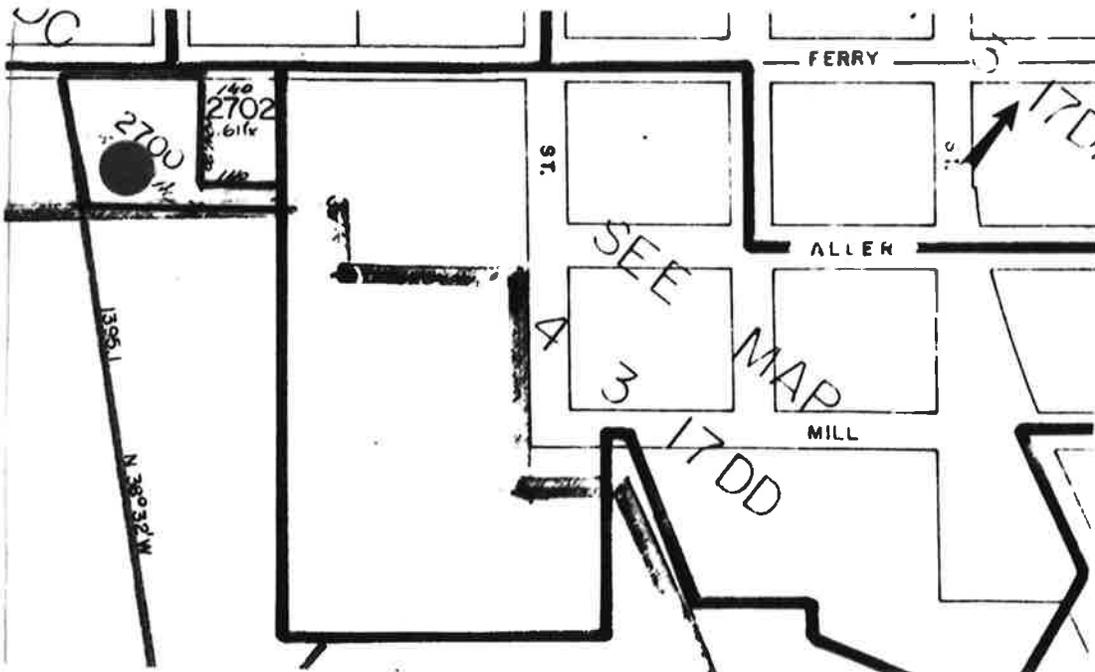 FERRY
140
2702
.61Ac
140
2700
17D
ST.
ALLEN
SEE
MAP
4 3 17 DD
MILL
1395.1
N 38°32'W